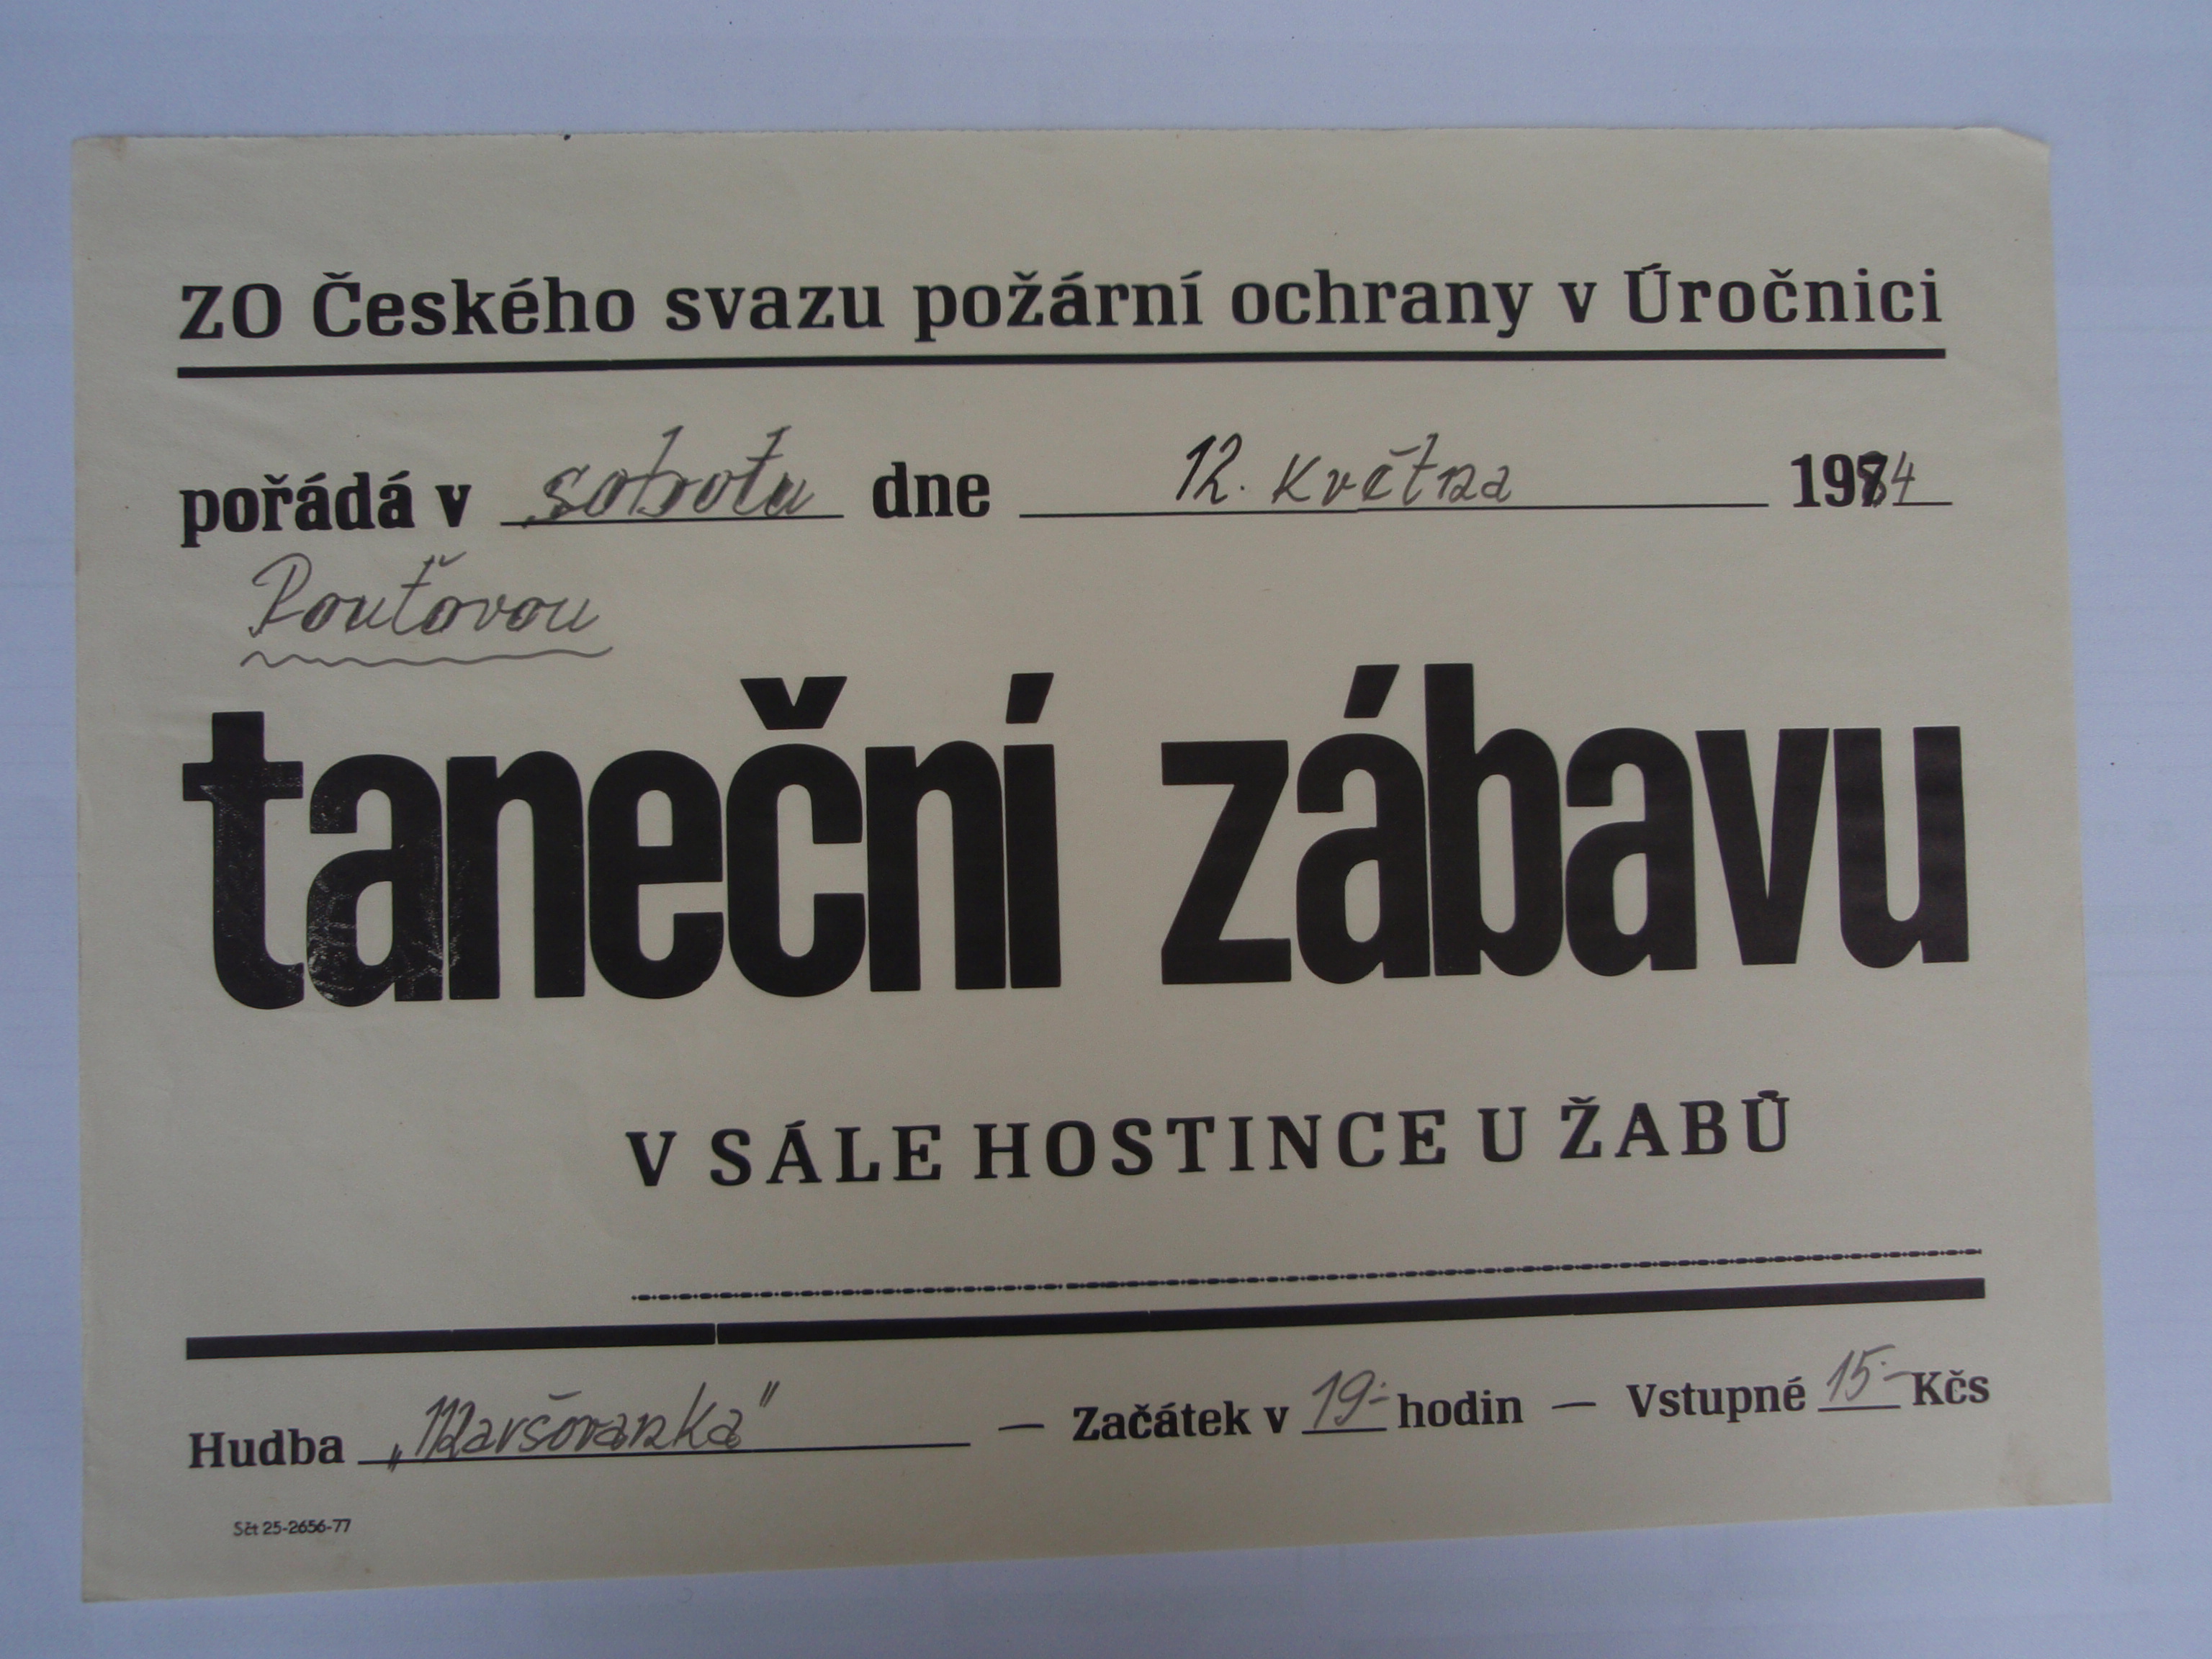 ZO Českého svazu požární ochrany v Úročnici
pořádá v sobotu dne 12. května 1984
Pouťovou
taneční zábavu
V SÁLE HOSTINCE U ŽABŮ
Hudba „Maršovanka" — Začátek v 19:- hodin — Vstupné 15.- Kčs
Sčt 25-2656-77